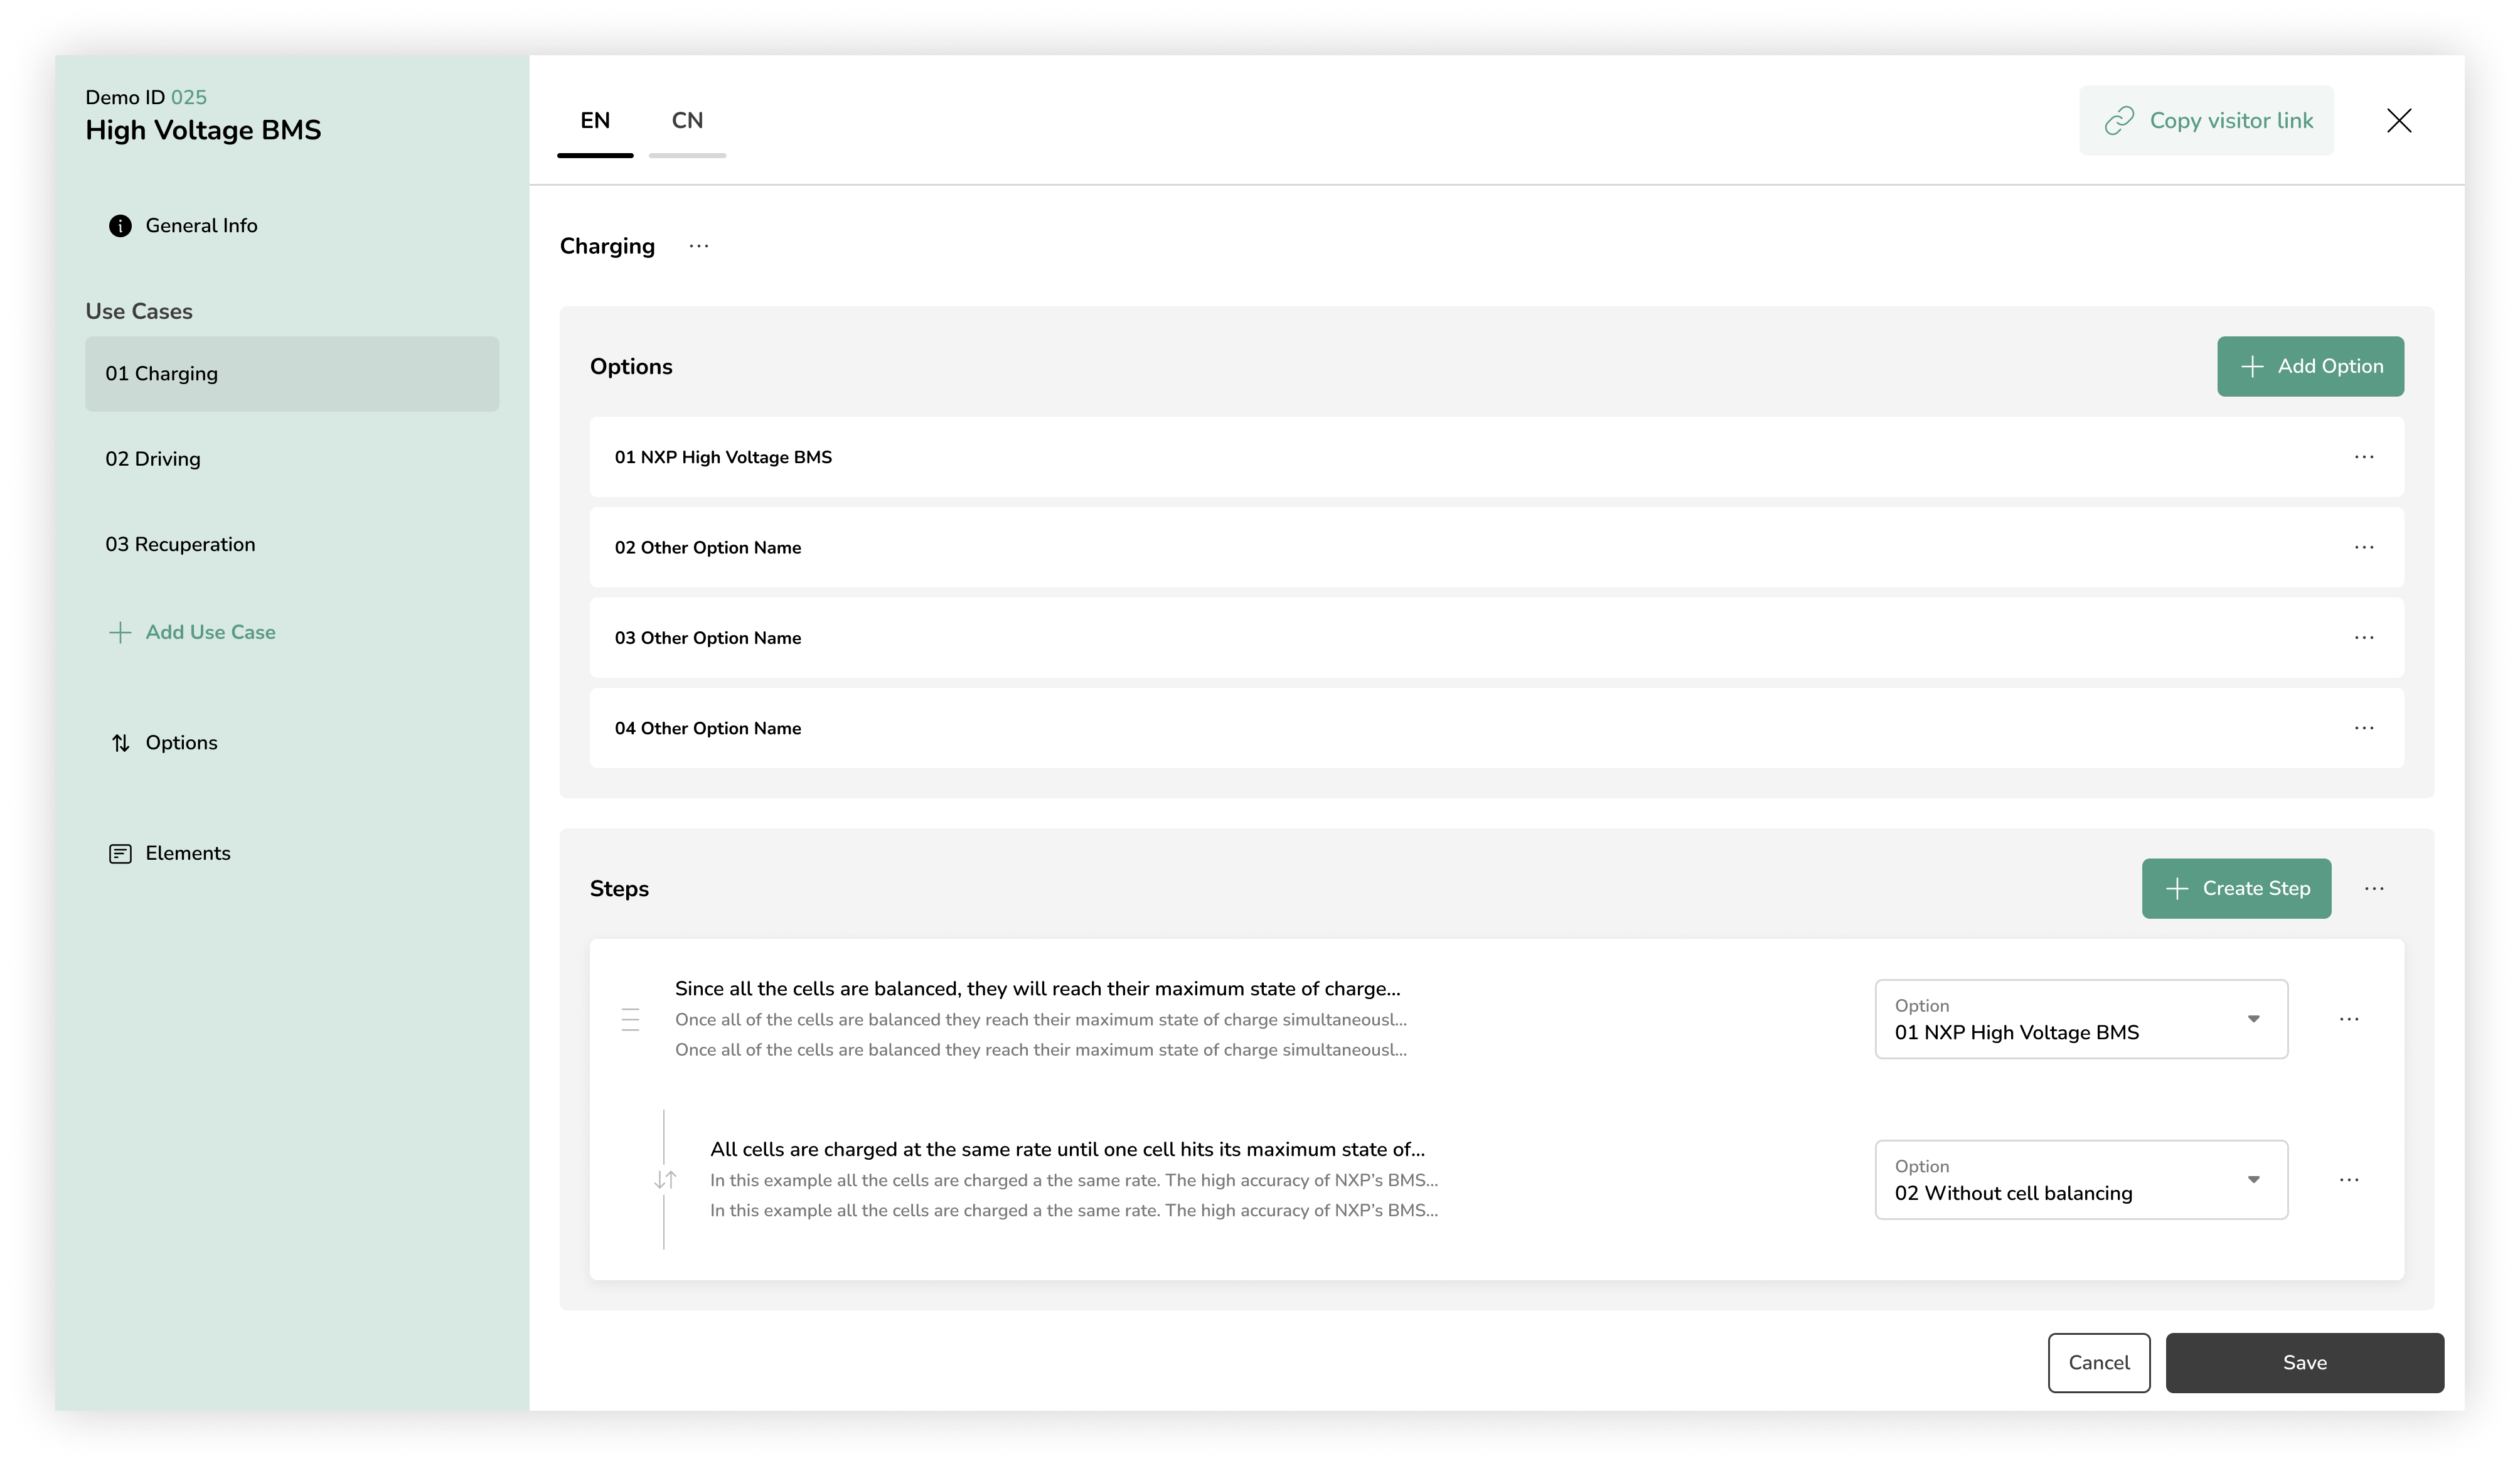 Demo ID 025
High Voltage BMS
General Info
Use Cases
01 Charging
02 Driving
03 Recuperation
Add Use Case
Options
Elements
EN
CN
Copy visitor link
Charging
Options
Add Option
01 NXP High Voltage BMS
02 Other Option Name
03 Other Option Name
04 Other Option Name
Steps
Create Step
Since all the cells are balanced, they will reach their maximum state of charge...
Once all of the cells are balanced they reach their maximum state of charge simultaneousl...
Once all of the cells are balanced they reach their maximum state of charge simultaneousl...
Option
01 NXP High Voltage BMS
All cells are charged at the same rate until one cell hits its maximum state of...
In this example all the cells are charged a the same rate. The high accuracy of NXP’s BMS...
In this example all the cells are charged a the same rate. The high accuracy of NXP’s BMS...
Option
02 Without cell balancing
Cancel
Save